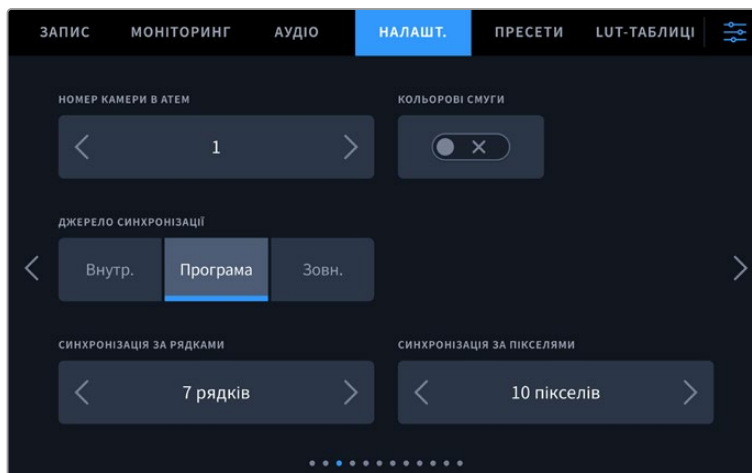 ЗАПИС МОНІТОРИНГ АУДІО НАЛАШТ. ПРЕСЕТИ LUT-ТАБЛИЦІ
НОМЕР КАМЕРИ В ATEM КОЛЬОРОВІ СМУГИ
1
ДЖЕРЕЛО СИНХРОНІЗАЦІЇ
Внутр. Програма Зовн.
СИНХРОНІЗАЦІЯ ЗА РЯДКАМИ СИНХРОНІЗАЦІЯ ЗА ПІКСЕЛЯМИ
7 рядків 10 пікселів